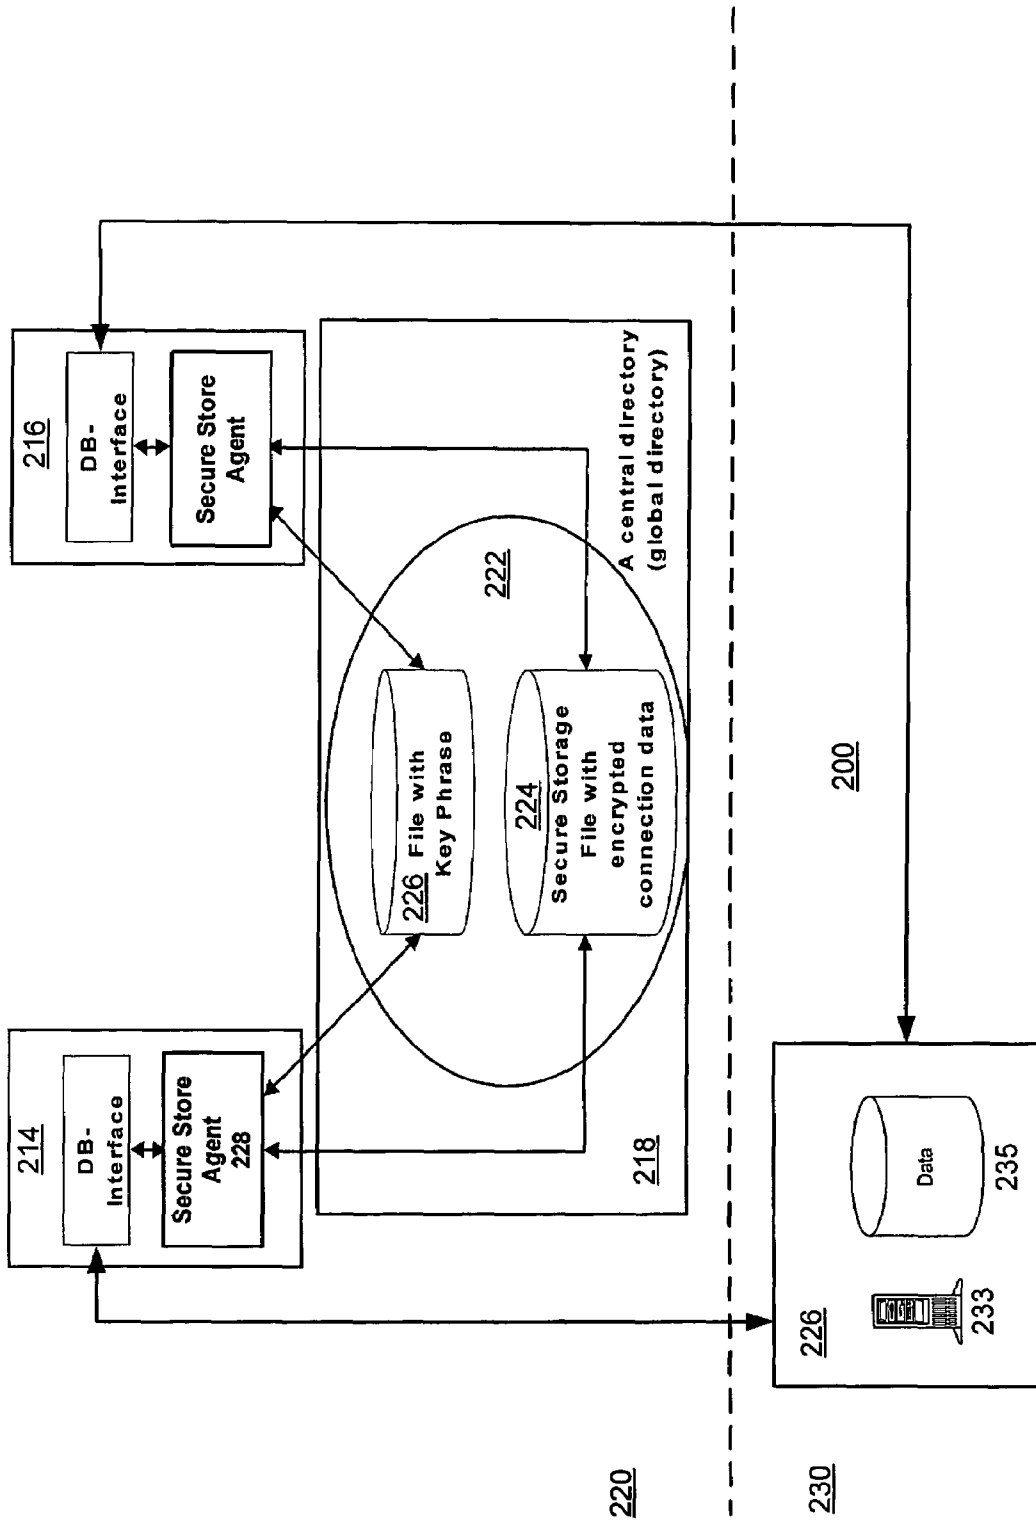 214
DB-
Interface
Secure Store
Agent
228
216
DB-
Interface
Secure Store
Agent
226 File with
Key Phrase
222
224
Secure Storage
File with
encrypted
connection data
218
A central directory
(global directory)
220
230
200
226
233
Data
235